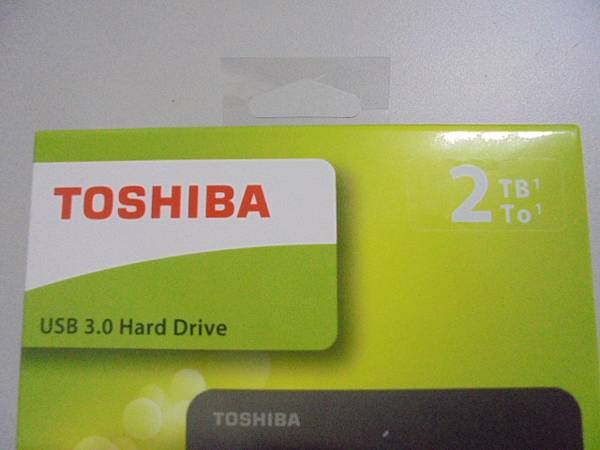 TOSHIBA
2 TB¹
To¹
USB 3.0 Hard Drive
TOSHIBA